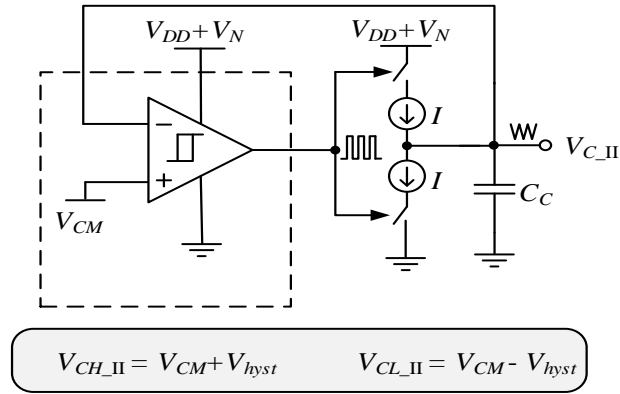 V_DD+V_N V_DD+V_N
− I
+ V_C_II
V_CM I C_C
V_CH_II = V_CM+V_hyst V_CL_II = V_CM - V_hyst